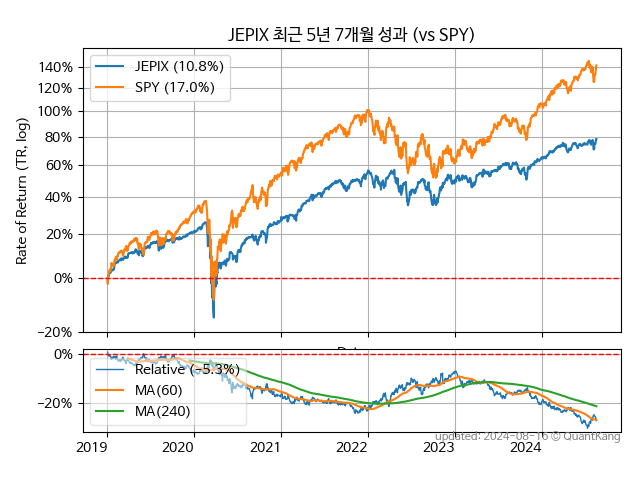 JEPIX 최근 5년 7개월 성과 (vs SPY)
Rate of Return (TR, log)
140%
120%
100%
80%
60%
40%
20%
0%
−20%
JEPIX (10.8%)
SPY (17.0%)
0%
−20%
Relative (−5.3%)
MA(60)
MA(240)
2019 2020 2021 2022 2023 2024
updated: 2024-08-16 © QuantKang